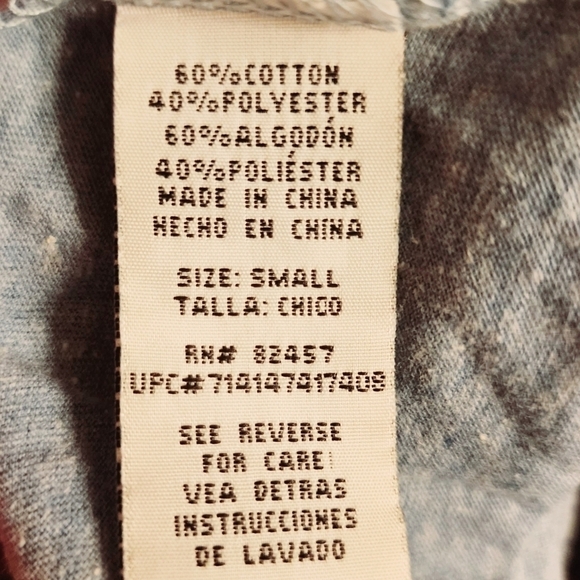 60%COTTON
40%POLYESTER
60%ALGODÓN
40%POLIÉSTER
MADE IN CHINA
HECHO EN CHINA
SIZE: SMALL
TALLA: CHICO
RN# 82457
UPC#714147417408
SEE REVERSE
FOR CARE
VEA DETRAS
INSTRUCCIONES
DE LAVADO